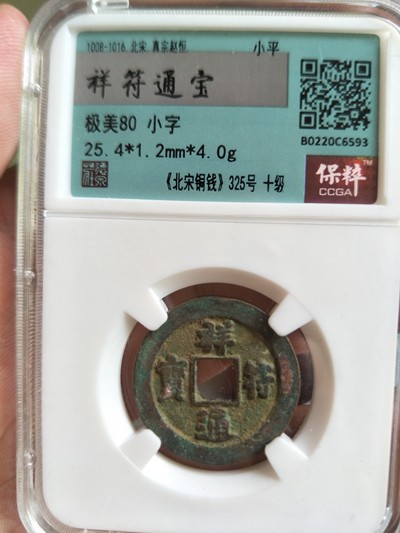 1008-1016 北宋 真宗赵恒
小平
祥符通宝
极美80 小字
25.4*1.2mm*4.0g
B0220C6593
《北宋铜钱》325号 十级
保粹™
CCGA
祥
寶 符
通